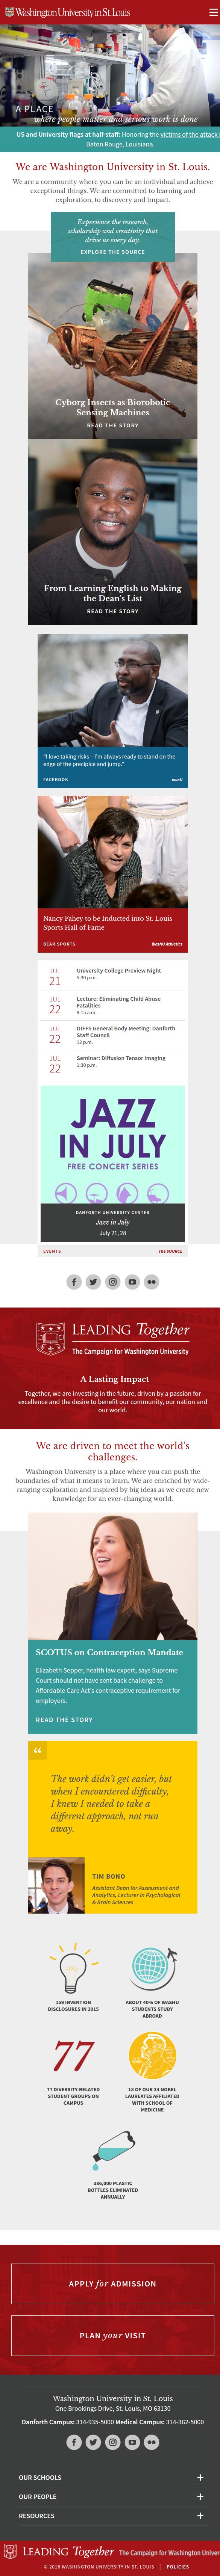 Washington University in St. Louis
A PLACE
where people matter and serious work is done
US and University flags at half-staff: Honoring the victims of the attack
Baton Rouge, Louisiana.
We are Washington University in St. Louis.
We are a community where you can be an individual and achieve
exceptional things. We are committed to learning and
exploration, to discovery and impact.
Experience the research,
scholarship and creativity that
drive us every day.
EXPLORE THE SOURCE
Cyborg Insects as Biorobotic
Sensing Machines
READ THE STORY
From Learning English to Making
the Dean's List
READ THE STORY
"I love taking risks – I'm always ready to stand on the
edge of the precipice and jump."
FACEBOOK
wustl
Nancy Fahey to be Inducted into St. Louis
Sports Hall of Fame
BEAR SPORTS
WashU Athletics
JUL
21
University College Preview Night
5:30 p.m.
JUL
22
Lecture: Eliminating Child Abuse
Fatalities
9:15 a.m.
JUL
22
DIFFS General Body Meeting: Danforth
Staff Council
12 p.m.
JUL
22
Seminar: Diffusion Tensor Imaging
1:30 p.m.
JAZZ
IN JULY
FREE CONCERT SERIES
DANFORTH UNIVERSITY CENTER
Jazz in July
July 21, 28
EVENTS
The SOURCE
LEADING Together
The Campaign for Washington University
A Lasting Impact
Together, we are investing in the future, driven by a passion for
excellence and the desire to benefit our community, our nation and
our world.
We are driven to meet the world's
challenges.
Washington University is a place where you can push the
boundaries of what it means to learn. We are enriched by wide-
ranging exploration and inspired by big ideas as we create new
knowledge for an ever-changing world.
SCOTUS on Contraception Mandate
Elizabeth Sepper, health law expert, says Supreme
Court should not have sent back challenge to
Affordable Care Act's contraceptive requirement for
employers.
READ THE STORY
“
The work didn't get easier, but
when I encountered difficulty,
I knew I needed to take a
different approach, not run
away.
TIM BONO
Assistant Dean for Assessment and
Analytics, Lecturer in Psychological
& Brain Sciences
159 INVENTION
DISCLOSURES IN 2015
ABOUT 40% OF WASHU
STUDENTS STUDY
ABROAD
77
77 DIVERSITY-RELATED
STUDENT GROUPS ON
CAMPUS
18 OF OUR 24 NOBEL
LAUREATES AFFILIATED
WITH SCHOOL OF
MEDICINE
366,000 PLASTIC
BOTTLES ELIMINATED
ANNUALLY
APPLY for ADMISSION
PLAN your VISIT
Washington University in St. Louis
One Brookings Drive, St. Louis, MO 63130
Danforth Campus: 314-935-5000 Medical Campus: 314-362-5000
OUR SCHOOLS +
OUR PEOPLE +
RESOURCES +
LEADING Together The Campaign for Washington Univer
© 2016 WASHINGTON UNIVERSITY IN ST. LOUIS | POLICIES